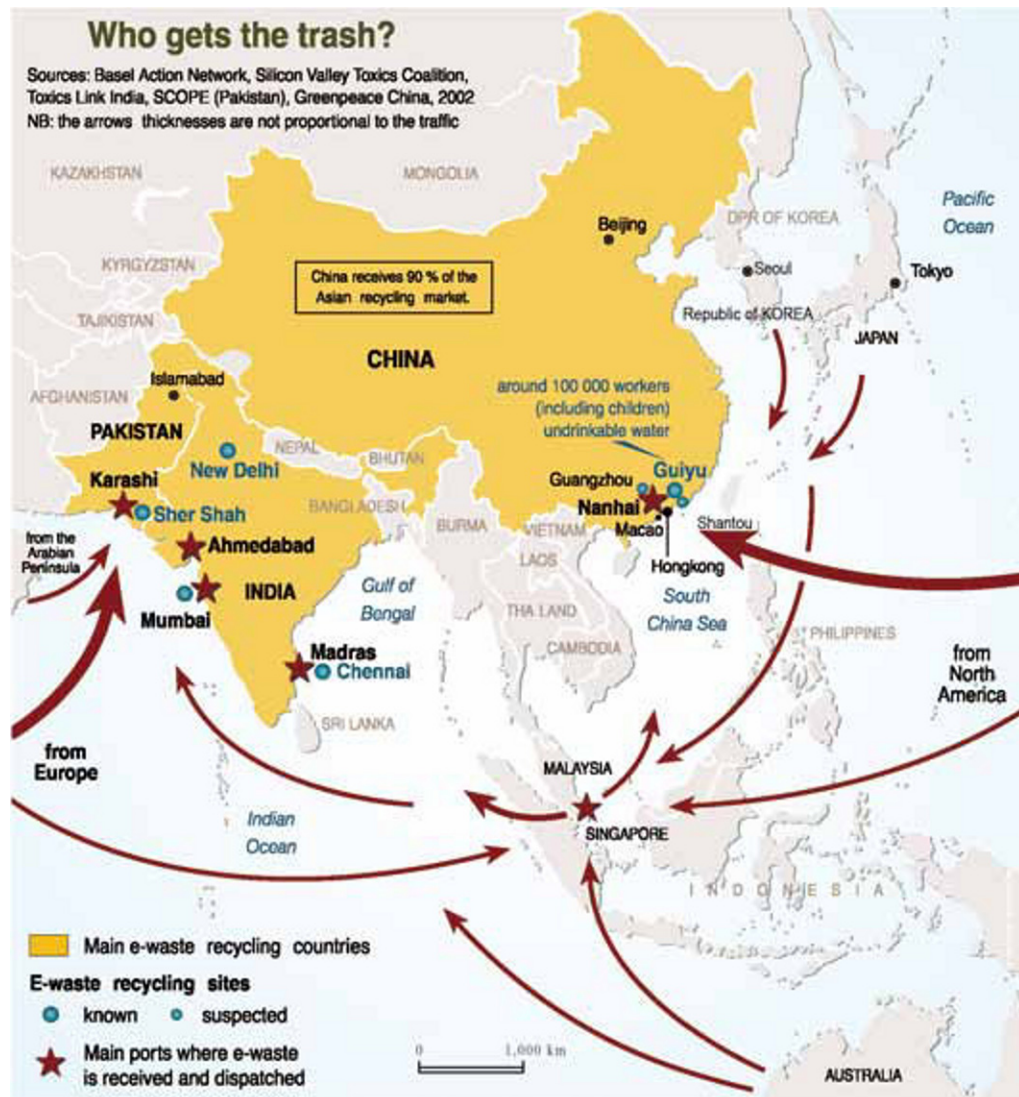 Who gets the trash?
Sources: Basel Action Network, Silicon Valley Toxics Coalition,
Toxics Link India, SCOPE (Pakistan), Greenpeace China, 2002
NB: the arrows thicknesses are not proportional to the traffic
KAZAKHSTAN
MONGOLIA
Pacific
Ocean
DPR OF KOREA
Beijing
KYRGYZSTAN
Seoul
Tokyo
China receives 90 % of the
Asian recycling market.
Republic of KOREA
TAJIKISTAN
JAPAN
CHINA
Islamabad
around 100 000 workers
(including children)
undrinkable water
AFGHANISTAN
PAKISTAN
NEPAL
BHUTAN
New Delhi
Guiyu
Karashi
Guangzhou
BANGLADESH
Nanhai
Sher Shah
BURMA
Macao
Shantou
VIETNAM
from the
Arabian
Peninsula
Ahmedabad
LAOS
Hongkong
INDIA
Gulf of
Bengal
South
China Sea
THA LAND
Mumbai
PHILIPPINES
CAMBODIA
Madras
Chennai
from
North
America
SRI LANKA
from
Europe
MALAYSIA
Indian
Ocean
SINGAPORE
INDONESIA
Main e-waste recycling countries
E-waste recycling sites
known
suspected
Main ports where e-waste
is received and dispatched
0 1,000 km
AUSTRALIA